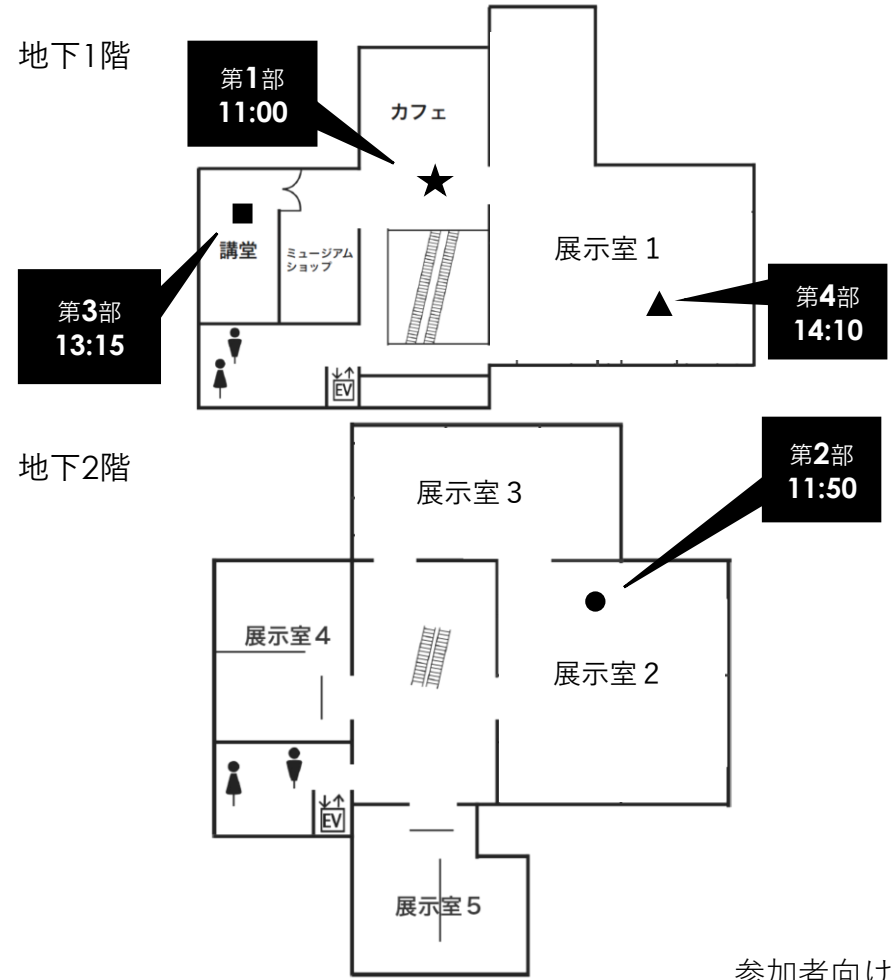 地下1階
第1部
11:00
カフェ
講堂
ミュージアム
ショップ
展示室1
第3部
13:15
第4部
14:10
EV
地下2階
第2部
11:50
展示室3
展示室4
展示室2
EV
展示室5
参加者向け